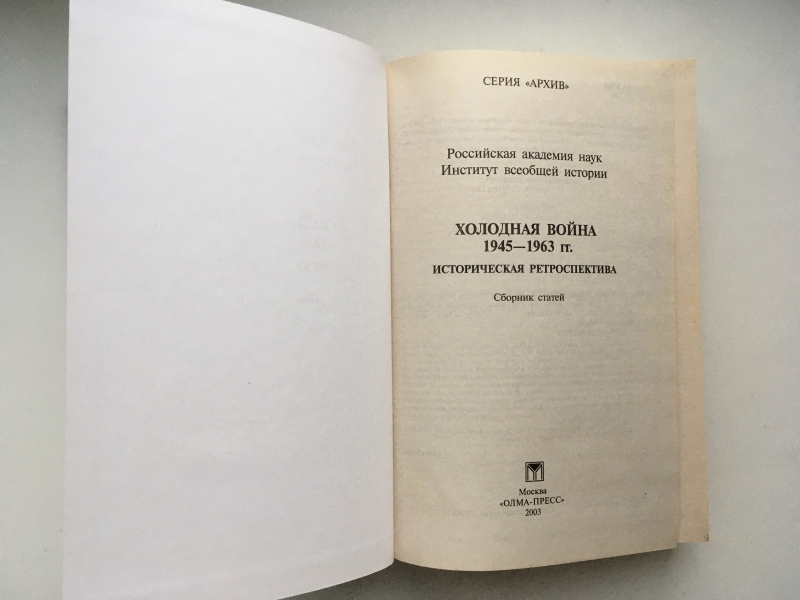 СЕРИЯ «АРХИВ»
Российская академия наук
Институт всеобщей истории
ХОЛОДНАЯ ВОЙНА
1945—1963 гг.
ИСТОРИЧЕСКАЯ РЕТРОСПЕКТИВА
Сборник статей
Москва
«ОЛМА-ПРЕСС»
2003